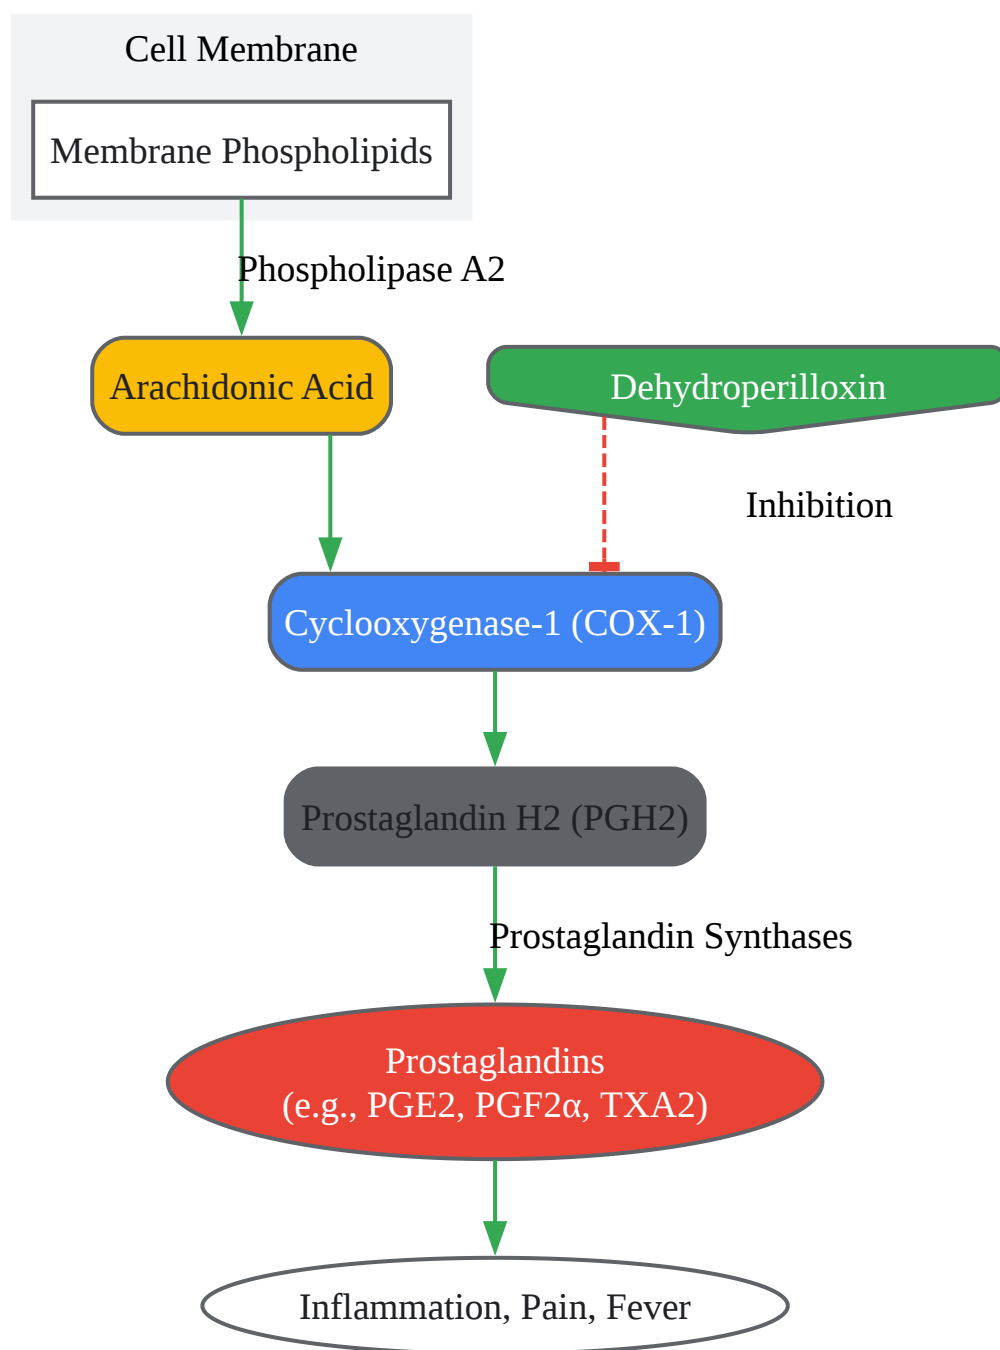 Cell Membrane
Membrane Phospholipids
Phospholipase A2
Arachidonic Acid
Dehydroperilloxin
Inhibition
Cyclooxygenase-1 (COX-1)
Prostaglandin H2 (PGH2)
Prostaglandin Synthases
Prostaglandins
(e.g., PGE2, PGF2α, TXA2)
Inflammation, Pain, Fever